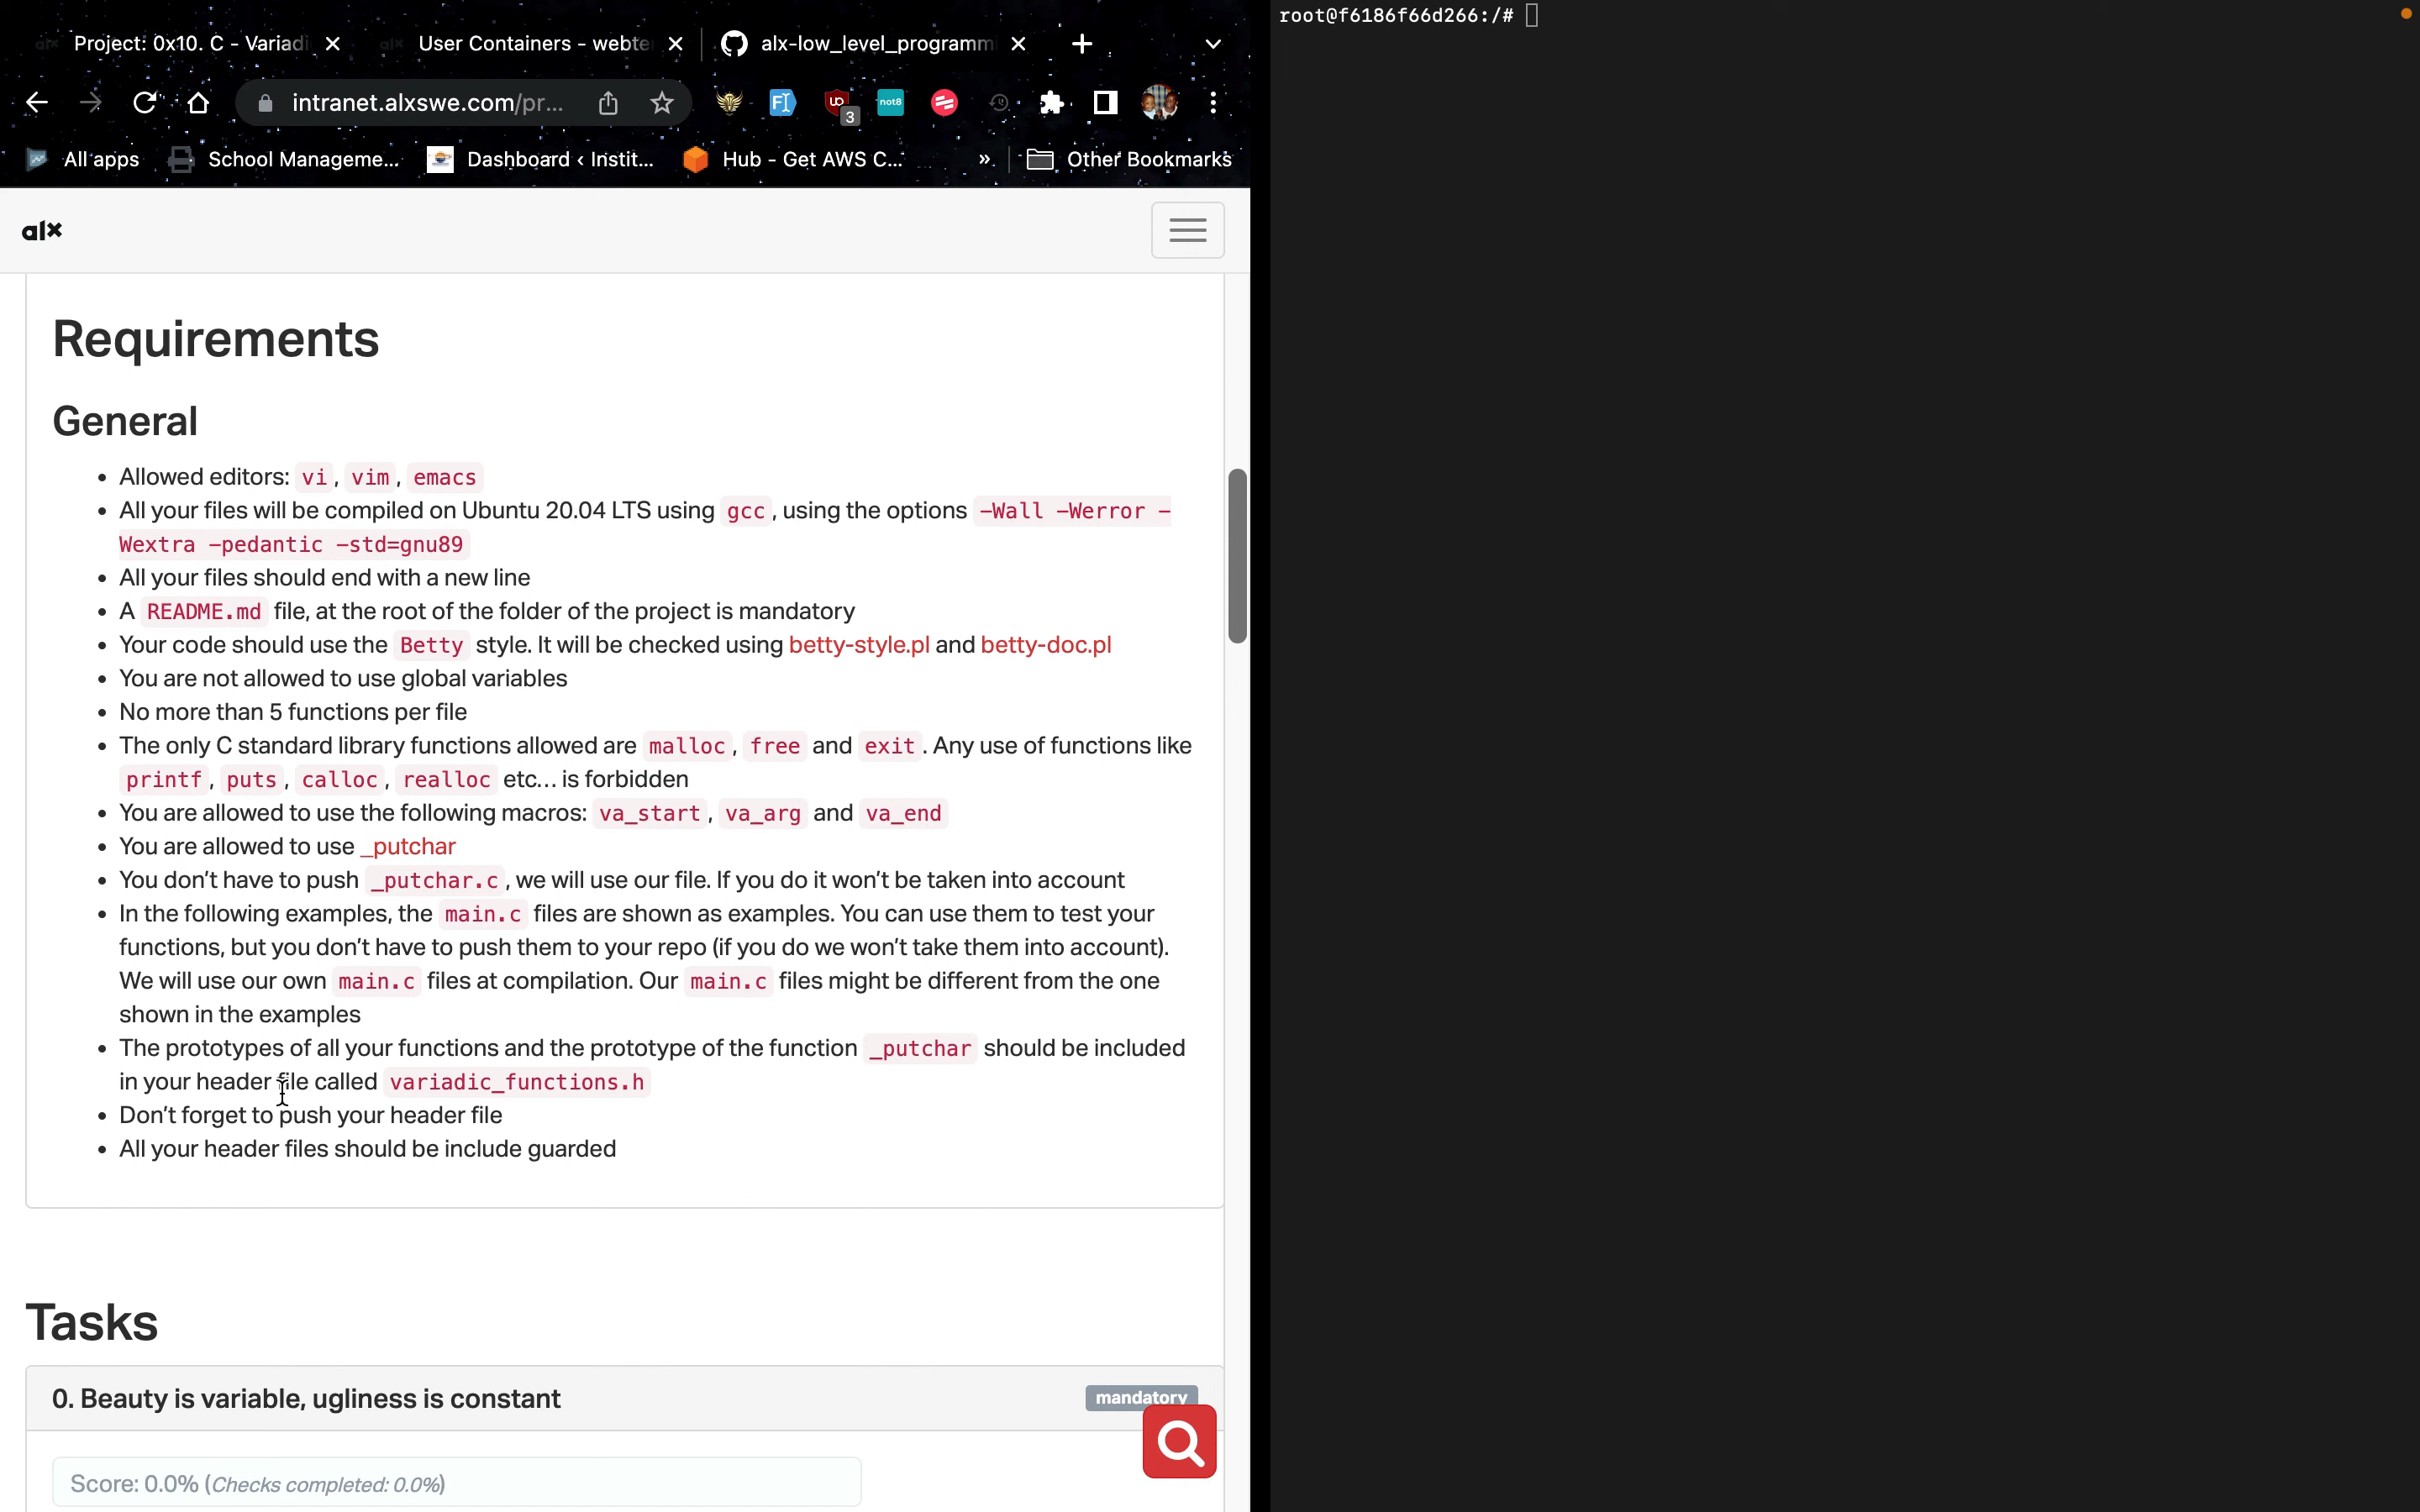 Project: 0x10. C - Variadi
User Containers - webte
alx-low_level_programm
root@f6186f66d266:/#
intranet.alxswe.com/pr...
UD
3
not8
All apps
School Manageme...
Dashboard ‹ Instit...
Hub - Get AWS C...
»
Other Bookmarks
alx
Requirements
General
• Allowed editors: vi, vim, emacs
• All your files will be compiled on Ubuntu 20.04 LTS using gcc, using the options -Wall -Werror -
Wextra -pedantic -std=gnu89
• All your files should end with a new line
• A README.md file, at the root of the folder of the project is mandatory
• Your code should use the Betty style. It will be checked using betty-style.pl and betty-doc.pl
• You are not allowed to use global variables
• No more than 5 functions per file
• The only C standard library functions allowed are malloc, free and exit. Any use of functions like
printf, puts, calloc, realloc etc... is forbidden
• You are allowed to use the following macros: va_start, va_arg and va_end
• You are allowed to use _putchar
• You don't have to push _putchar.c, we will use our file. If you do it won't be taken into account
• In the following examples, the main.c files are shown as examples. You can use them to test your
functions, but you don't have to push them to your repo (if you do we won't take them into account).
We will use our own main.c files at compilation. Our main.c files might be different from the one
shown in the examples
• The prototypes of all your functions and the prototype of the function _putchar should be included
in your header file called variadic_functions.h
• Don't forget to push your header file
• All your header files should be include guarded
Tasks
0. Beauty is variable, ugliness is constant
mandatory
Score: 0.0% (Checks completed: 0.0%)